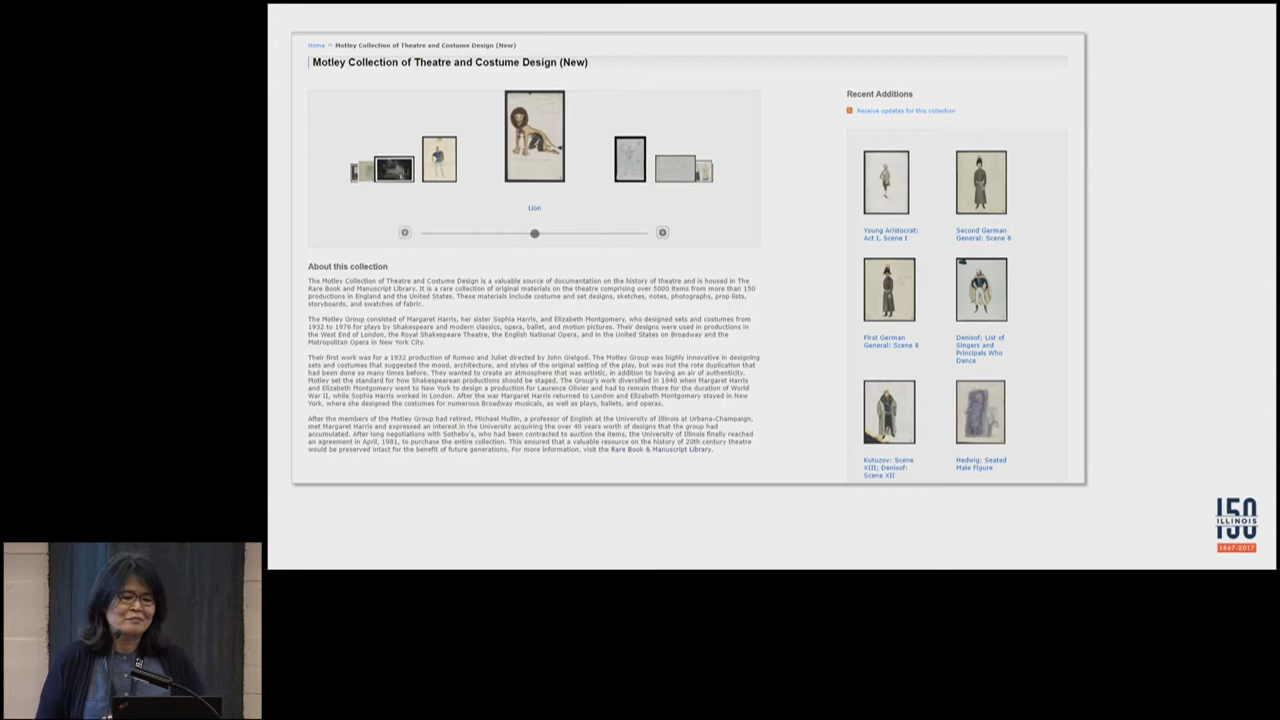 Home >> Motley Collection of Theatre and Costume Design (New)
Motley Collection of Theatre and Costume Design (New)
Lion
About this collection
The Motley Collection of Theatre and Costume Design is a valuable source of documentation on the history of theatre and is housed in The
Rare Book and Manuscript Library. It is a rare collection of original materials on the theatre comprising over 5000 items from more than 150
productions in England and the United States. These materials include costume and set designs, sketches, notes, photographs, prop lists,
storyboards, and swatches of fabric.
The Motley Group consisted of Margaret Harris, her sister Sophia Harris, and Elizabeth Montgomery, who designed sets and costumes from
1932 to 1976 for plays by Shakespeare and modern classics, opera, ballet, and motion pictures. Their designs were used in productions in
the West End of London, the Royal Shakespeare Theatre, the English National Opera, and in the United States on Broadway and the
Metropolitan Opera in New York City.
Their first work was for a 1932 production of Romeo and Juliet directed by John Gielgud. The Motley Group was highly innovative in designing
sets and costumes that suggested the mood, architecture, and styles of the original setting of the play, but was not the rote duplication that
had been done so many times before. They wanted to create an atmosphere that was artistic, in addition to having an air of authenticity.
Motley set the standard for how Shakespearean productions should be staged. The Group's work diversified in 1940 when Margaret Harris
and Elizabeth Montgomery went to New York to design a production for Laurence Olivier and had to remain there for the duration of World
War II, while Sophia Harris worked in London. After the war Margaret Harris returned to London and Elizabeth Montgomery stayed in New
York, where she designed the costumes for numerous Broadway musicals, as well as plays, ballets, and operas.
After the members of the Motley Group had retired, Michael Mullin, a professor of English at the University of Illinois at Urbana-Champaign,
met Margaret Harris and expressed an interest in the University acquiring the over 40 years worth of designs that the group had
accumulated. After long negotiations with Sotheby's, who had been contracted to auction the items, the University of Illinois finally reached
an agreement in April, 1981, to purchase the entire collection. This ensured that a valuable resource on the history of 20th century theatre
would be preserved intact for the benefit of future generations. For more information, visit the Rare Book & Manuscript Library.
Recent Additions
Receive updates for this collection
Young Aristocrat:
Act I, Scene I
Second German
General: Scene 8
First German
General: Scene 8
Denisof; List of
Singers and
Principals Who
Dance
Kutuzov: Scene
XIII; Denisof:
Scene XII
Hedwig; Seated
Male Figure
150
ILLINOIS
1867-2017